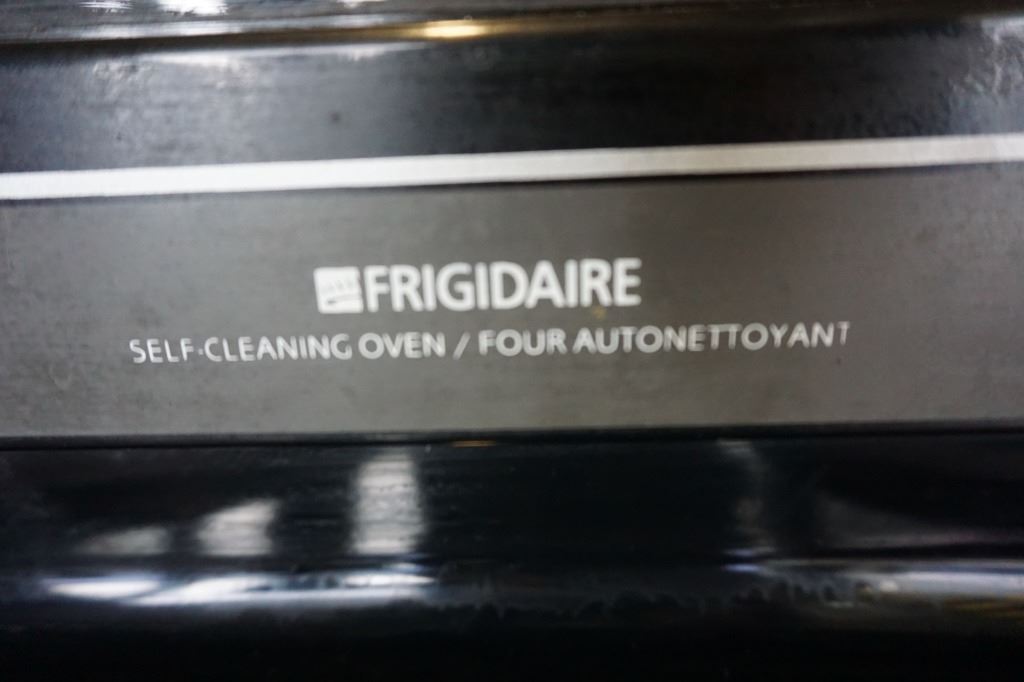 FRIGIDAIRE
SELF-CLEANING OVEN / FOUR AUTONETTOYANT